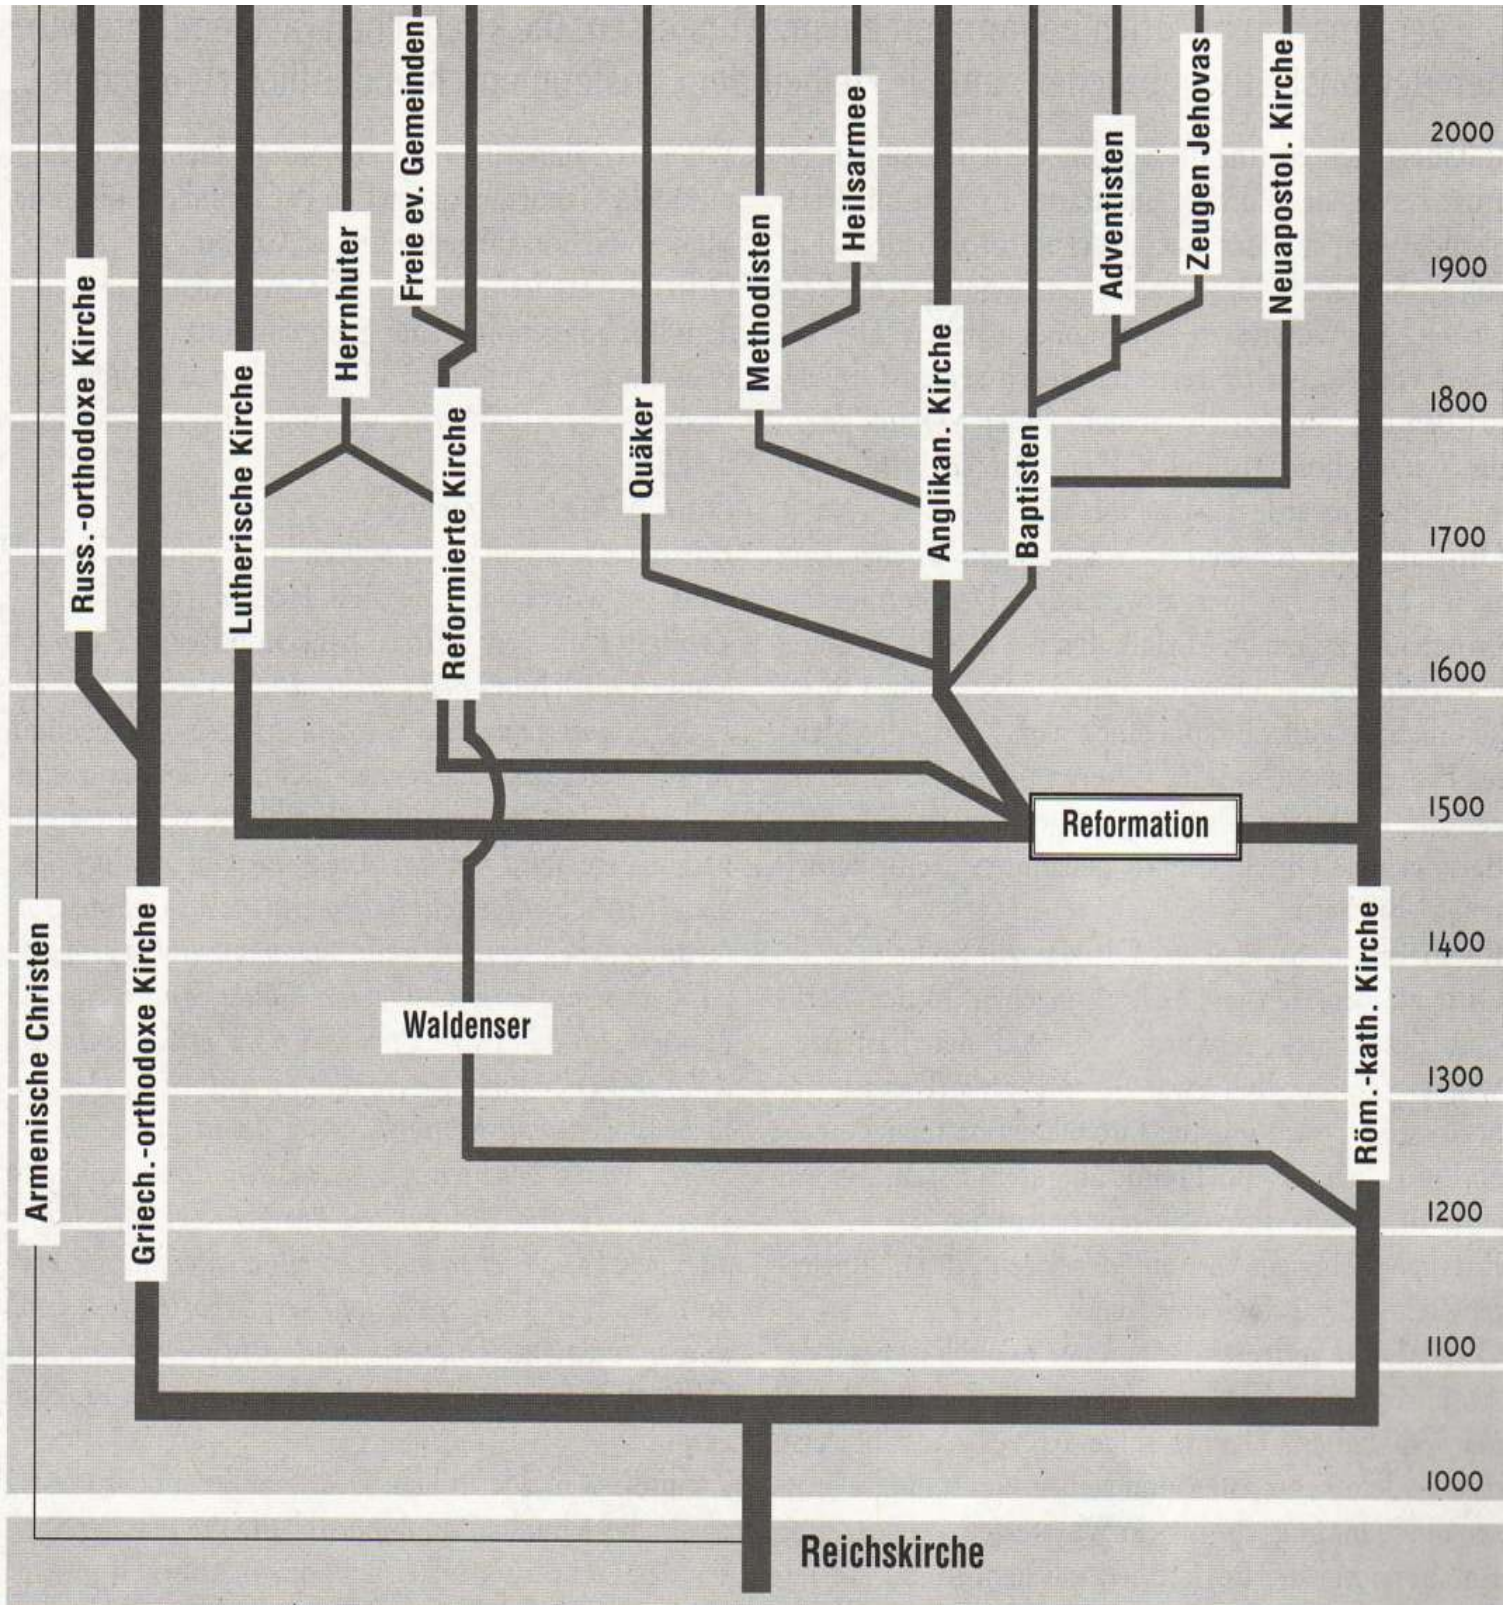 Armenische Christen
Russ.-orthodoxe Kirche
Griech.-orthodoxe Kirche
Lutherische Kirche
Herrnhuter
Freie ev. Gemeinden
Reformierte Kirche
Waldenser
Quäker
Methodisten
Heilsarmee
Anglikan. Kirche
Baptisten
Adventisten
Zeugen Jehovas
Neuapostol. Kirche
Reformation
Röm.-kath. Kirche
Reichskirche
2000
1900
1800
1700
1600
1500
1400
1300
1200
1100
1000